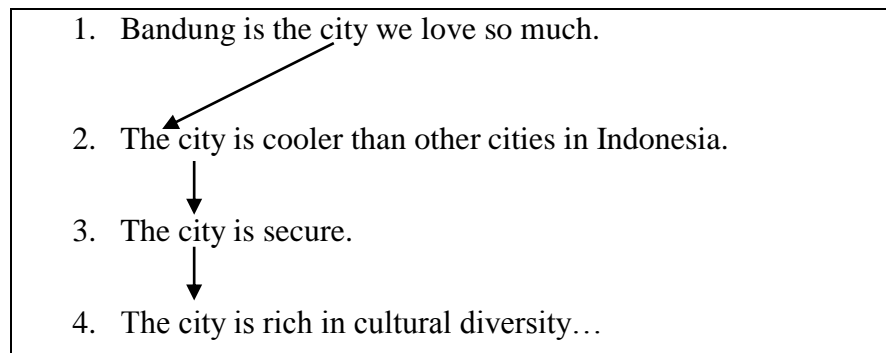 1. Bandung is the city we love so much.
2. The city is cooler than other cities in Indonesia.
3. The city is secure.
4. The city is rich in cultural diversity…